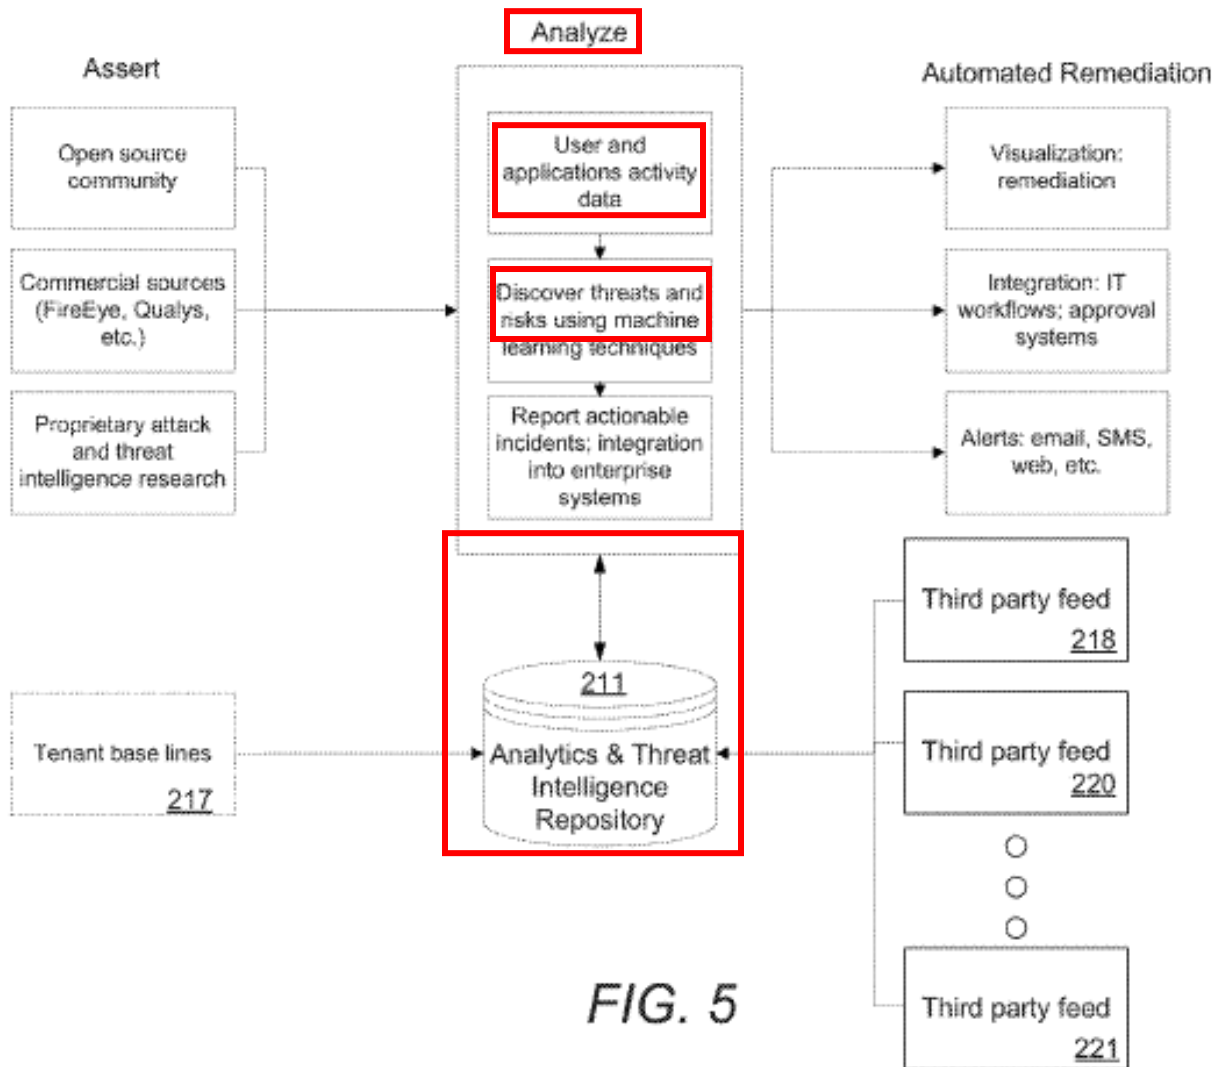 Analyze
Assert
Automated Remediation
Open source
community
Commercial sources
(FireEye, Qualys,
etc.)
Proprietary attack
and threat
intelligence research
User and
applications activity
data
Discover threats and
risks using machine
learning techniques
Report actionable
incidents; integration
into enterprise
systems
Visualization:
remediation
Integration: IT
workflows; approval
systems
Alerts: email, SMS,
web, etc.
Tenant base lines
217
211
Analytics & Threat
Intelligence
Repository
Third party feed
218
Third party feed
220
Third party feed
221
FIG. 5